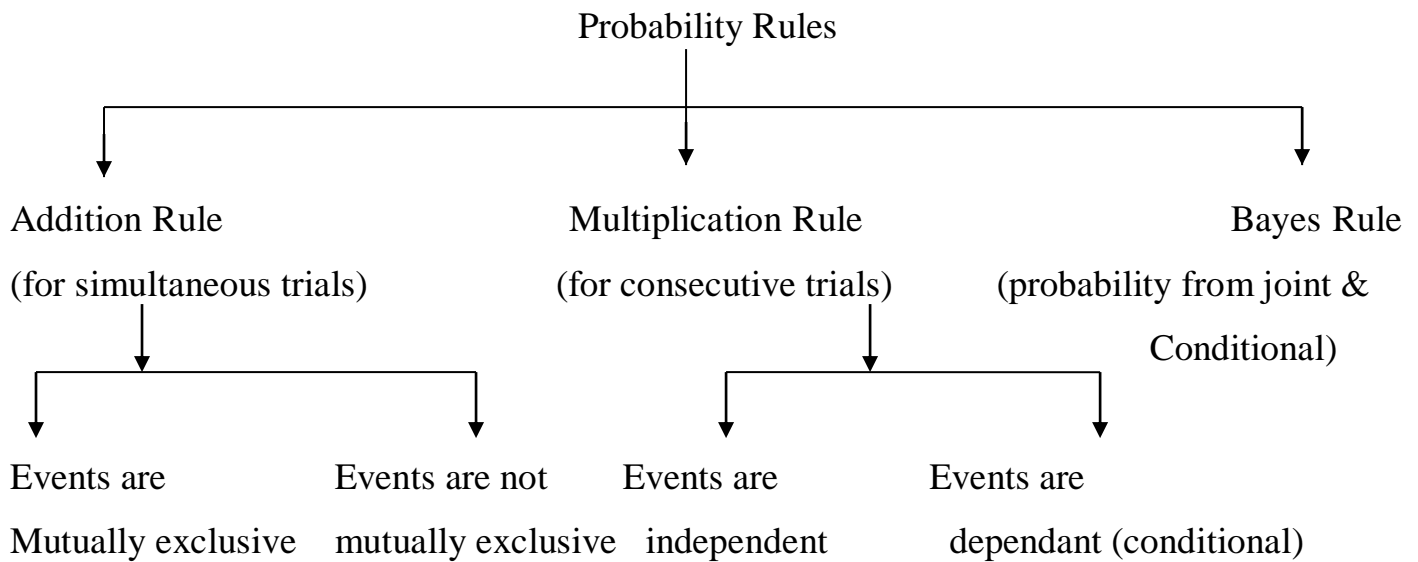 Probability Rules
Addition Rule Multiplication Rule Bayes Rule
(for simultaneous trials) (for consecutive trials) (probability from joint &
Conditional)
Events are Events are not Events are Events are
Mutually exclusive mutually exclusive independent dependant (conditional)